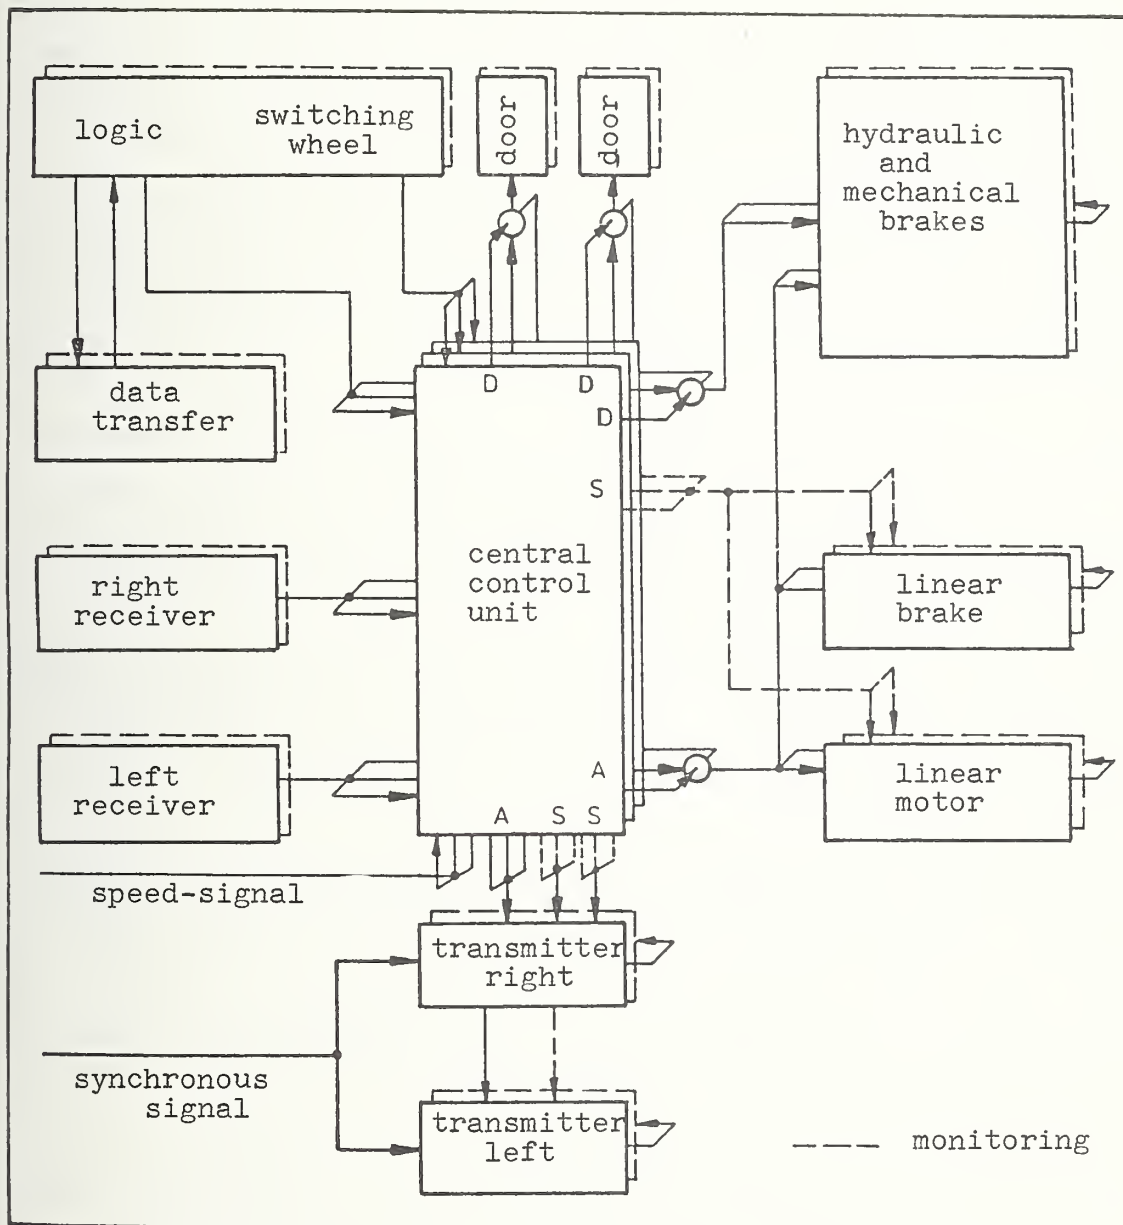 logic
switching
wheel
door
door
hydraulic
and
mechanical
brakes
data
transfer
D
D
D
S
central
control
unit
right
receiver
linear
brake
left
receiver
A
A
S
S
linear
motor
speed-signal
transmitter
right
synchronous
signal
transmitter
left
monitoring